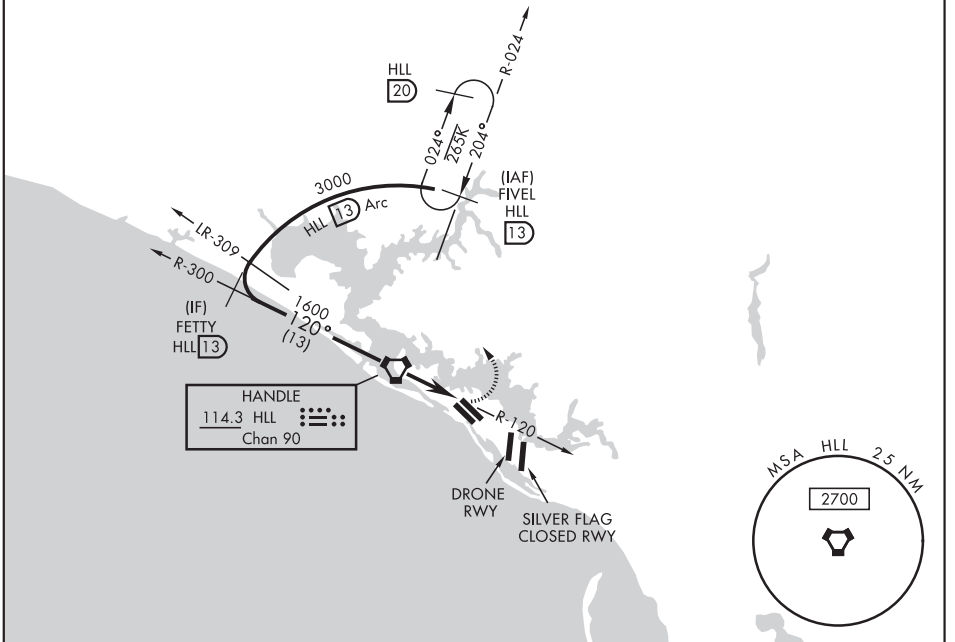 R-024
HLL
20
024°
265K
204°
(IAF)
FIVEL
HLL
13
3000
HLL 13 Arc
LR-309
R-300
(IF)
FETTY
HLL 13
1600
120°
(13)
HANDLE
114.3 HLL
Chan 90
R-120
DRONE
RWY
SILVER FLAG
CLOSED RWY
MSA HLL 25 NM
2700